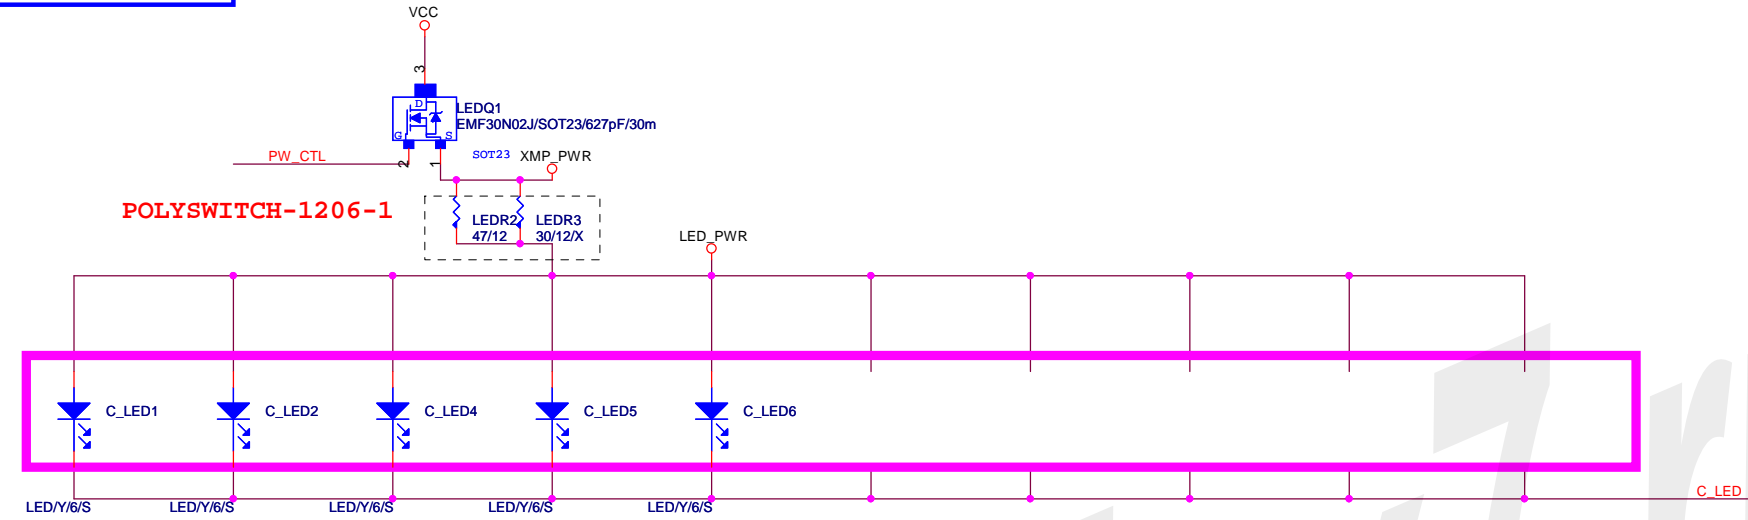 VCC
3
D
LEDQ1
EMF30N02J/SOT23/627pF/30m
G
S
PW_CTL
2
1
SOT23
XMP_PWR
POLYSWITCH-1206-1
LEDR2
LEDR3
47/12
30/12/X
LED_PWR
C_LED1
C_LED2
C_LED4
C_LED5
C_LED6
C_LED
LED/Y/6/S
LED/Y/6/S
LED/Y/6/S
LED/Y/6/S
LED/Y/6/S